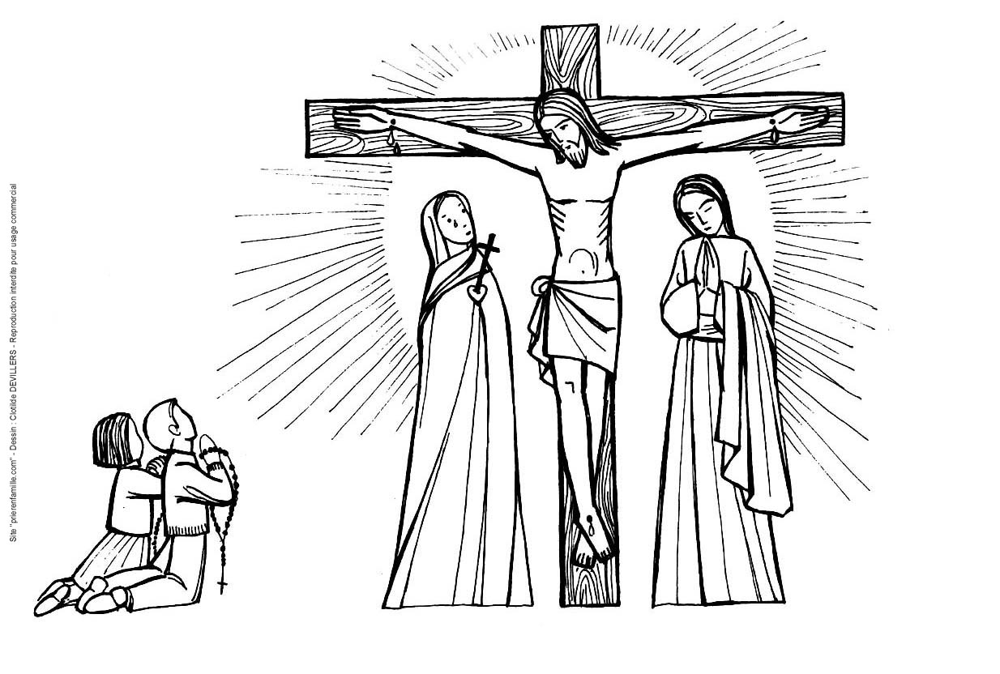 Site "prierenfamille.com" - Dessin : Clotilde DEVILLERS - Reproduction interdite pour usage commercial